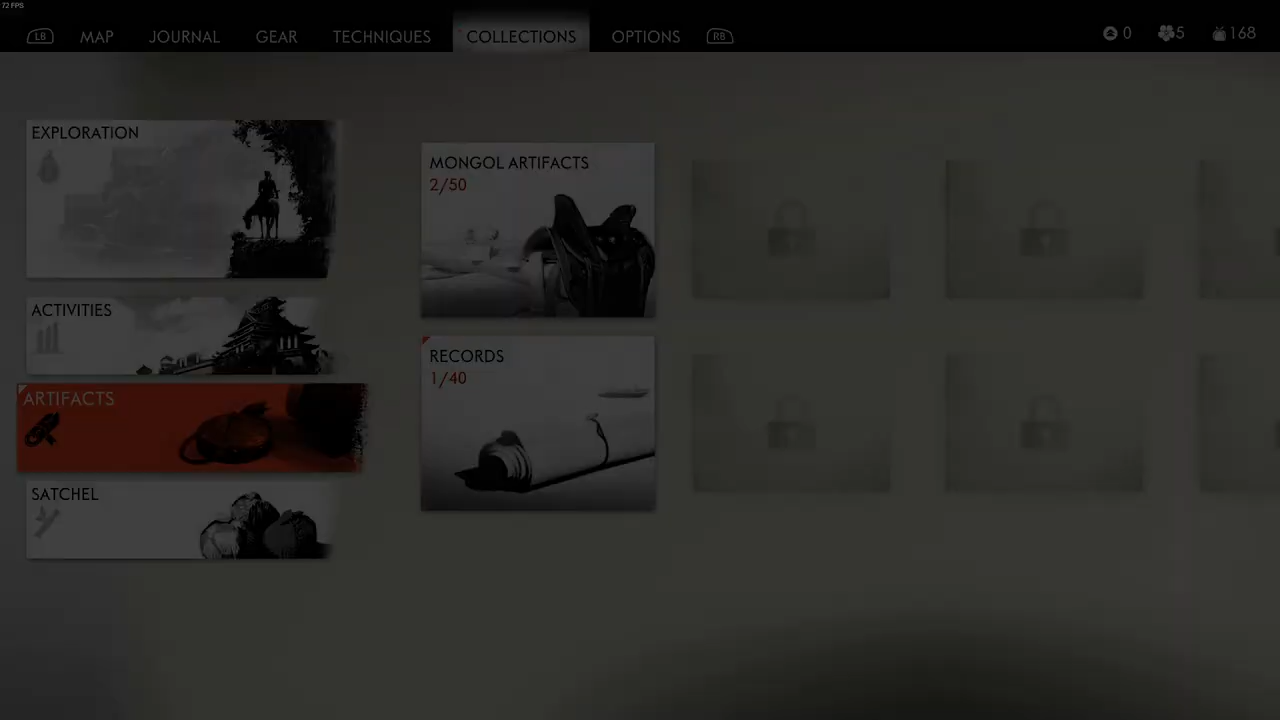 72 FPS
LB MAP JOURNAL GEAR TECHNIQUES COLLECTIONS OPTIONS RB 0 5 168
EXPLORATION
ACTIVITIES
ARTIFACTS
SATCHEL
MONGOL ARTIFACTS
2/50
RECORDS
1/40